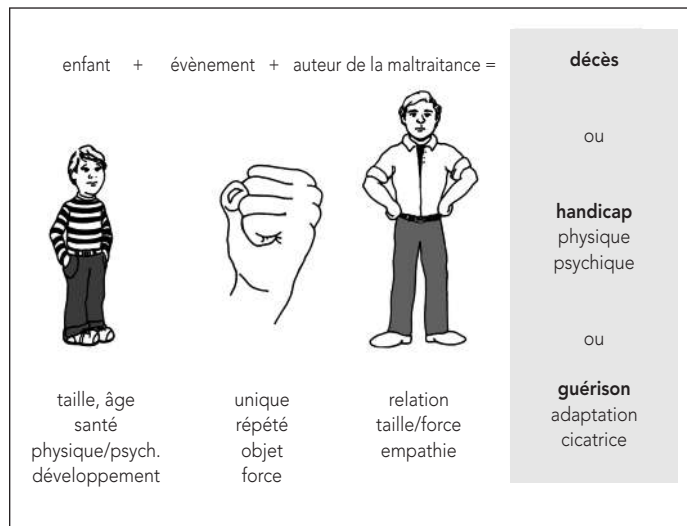 enfant + évènement + auteur de la maltraitance =
taille, âge
santé
physique/psych.
développement
unique
répété
objet
force
relation
taille/force
empathie
décès
ou
handicap
physique
psychique
ou
guérison
adaptation
cicatrice